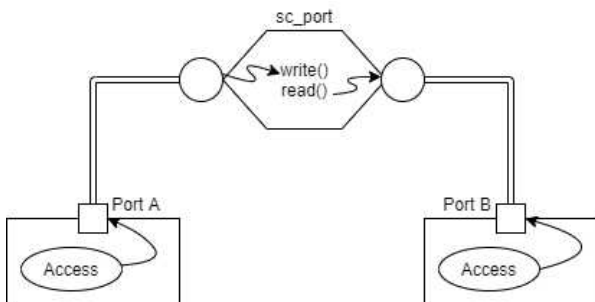 sc_port
write()
read()
Port A
Port B
Access
Access